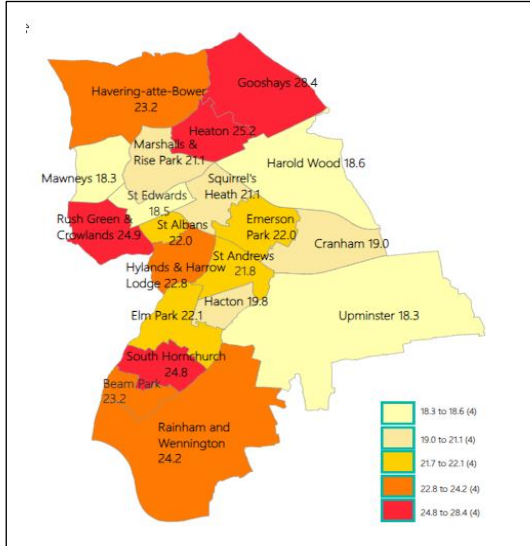 Gooshays 28.4
Havering-atte-Bower
23.2
Heaton 25.2
Marshalls &
Rise Park 21.1
Harold Wood 18.6
Mawneys 18.3
Squirrel's
Heath 21.1
St Edwards
18.5
Rush Green &
Crowlands 24.9
St Albans
22.0
Emerson
Park 22.0
Cranham 19.0
Hylands & Harrow
Lodge 22.8
St Andrews
21.8
Hacton 19.8
Elm Park 22.1
Upminster 18.3
South Hornchurch
24.8
Beam Park
23.2
Rainham and
Wennington
24.2
18.3 to 18.6 (4)
19.0 to 21.1 (4)
21.7 to 22.1 (4)
22.8 to 24.2 (4)
24.8 to 28.4 (4)